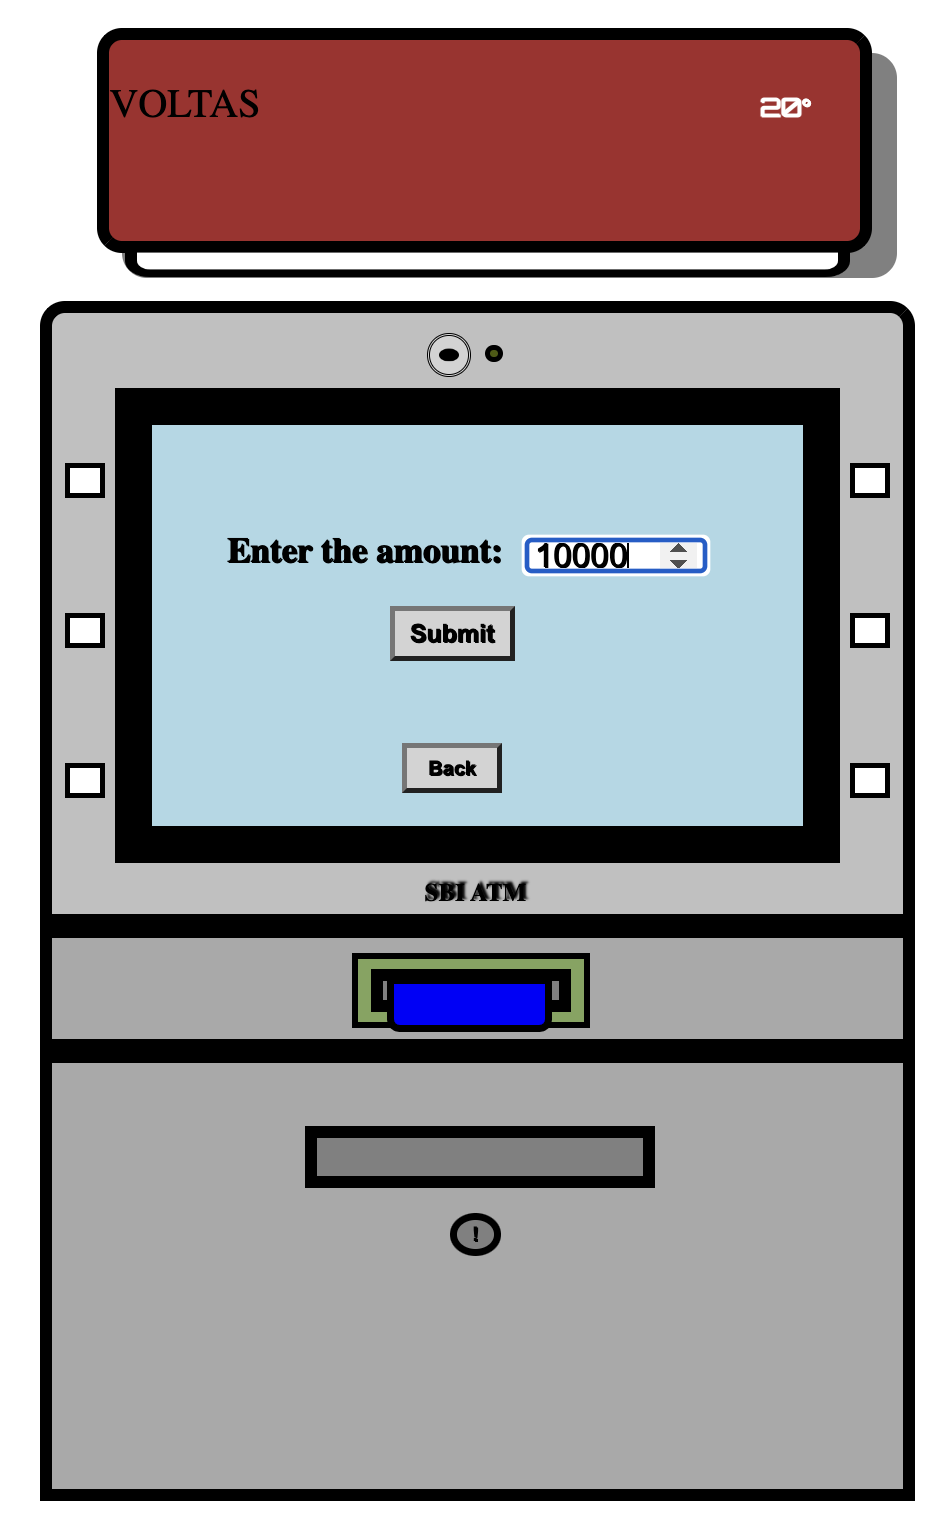 VOLTAS 20°
Enter the amount: 10000
Submit
Back
SBI ATM
!